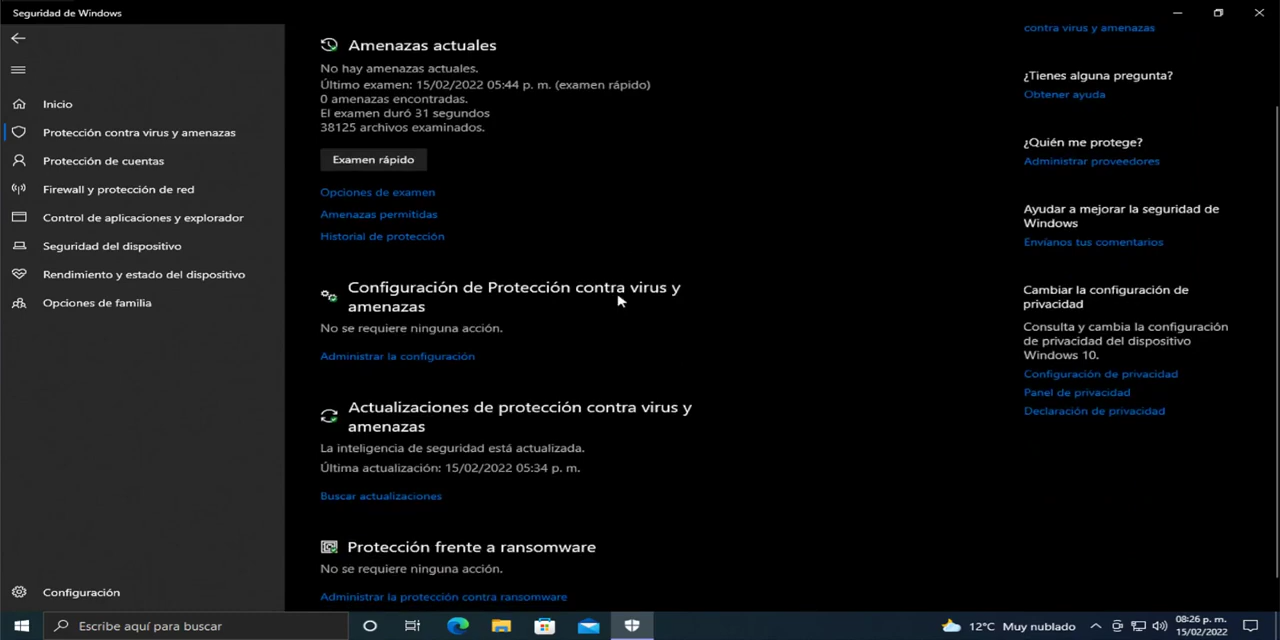 Seguridad de Windows
Inicio
Protección contra virus y amenazas
Protección de cuentas
Firewall y protección de red
Control de aplicaciones y explorador
Seguridad del dispositivo
Rendimiento y estado del dispositivo
Opciones de familia
Configuración
Amenazas actuales
No hay amenazas actuales.
Último examen: 15/02/2022 05:44 p. m. (examen rápido)
0 amenazas encontradas.
El examen duró 31 segundos
38125 archivos examinados.
Examen rápido
Opciones de examen
Amenazas permitidas
Historial de protección
Configuración de Protección contra virus y
amenazas
No se requiere ninguna acción.
Administrar la configuración
Actualizaciones de protección contra virus y
amenazas
La inteligencia de seguridad está actualizada.
Última actualización: 15/02/2022 05:34 p. m.
Buscar actualizaciones
Protección frente a ransomware
No se requiere ninguna acción.
Administrar la protección contra ransomware
contra virus y amenazas
¿Tienes alguna pregunta?
Obtener ayuda
¿Quién me protege?
Administrar proveedores
Ayudar a mejorar la seguridad de
Windows
Envíanos tus comentarios
Cambiar la configuración de
privacidad
Consulta y cambia la configuración
de privacidad del dispositivo
Windows 10.
Configuración de privacidad
Panel de privacidad
Declaración de privacidad
Escribe aquí para buscar
12°C Muy nublado
08:26 p. m.
15/02/2022